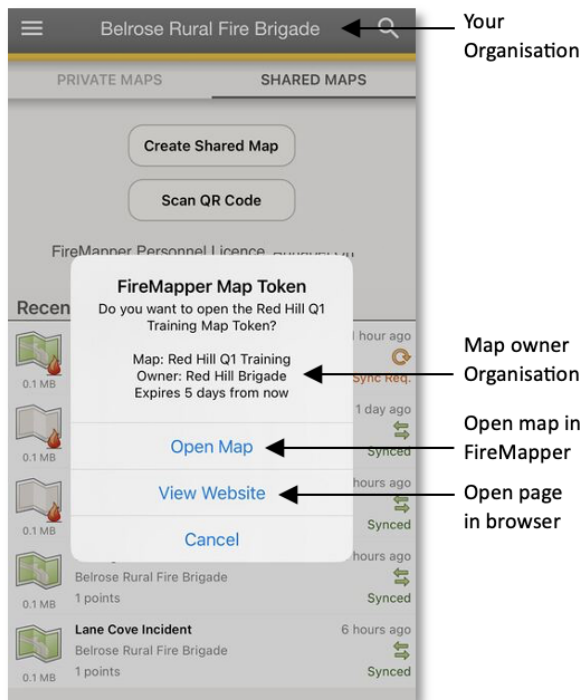 Belrose Rural Fire Brigade
Your
Organisation
PRIVATE MAPS
SHARED MAPS
Create Shared Map
Scan QR Code
FireMapper Personnel Licence
FireMapper Map Token
Do you want to open the Red Hill Q1
Training Map Token?
Map: Red Hill Q1 Training
Owner: Red Hill Brigade
Expires 5 days from now
Open Map
View Website
Cancel
Map owner
Organisation
Open map in
FireMapper
Open page
in browser
Recen
1 hour ago
0.1 MB
Sync Req.
1 day ago
0.1 MB
Synced
hours ago
0.1 MB
Synced
hours ago
Belrose Rural Fire Brigade
0.1 MB
1 points
Synced
Lane Cove Incident
6 hours ago
Belrose Rural Fire Brigade
0.1 MB
1 points
Synced